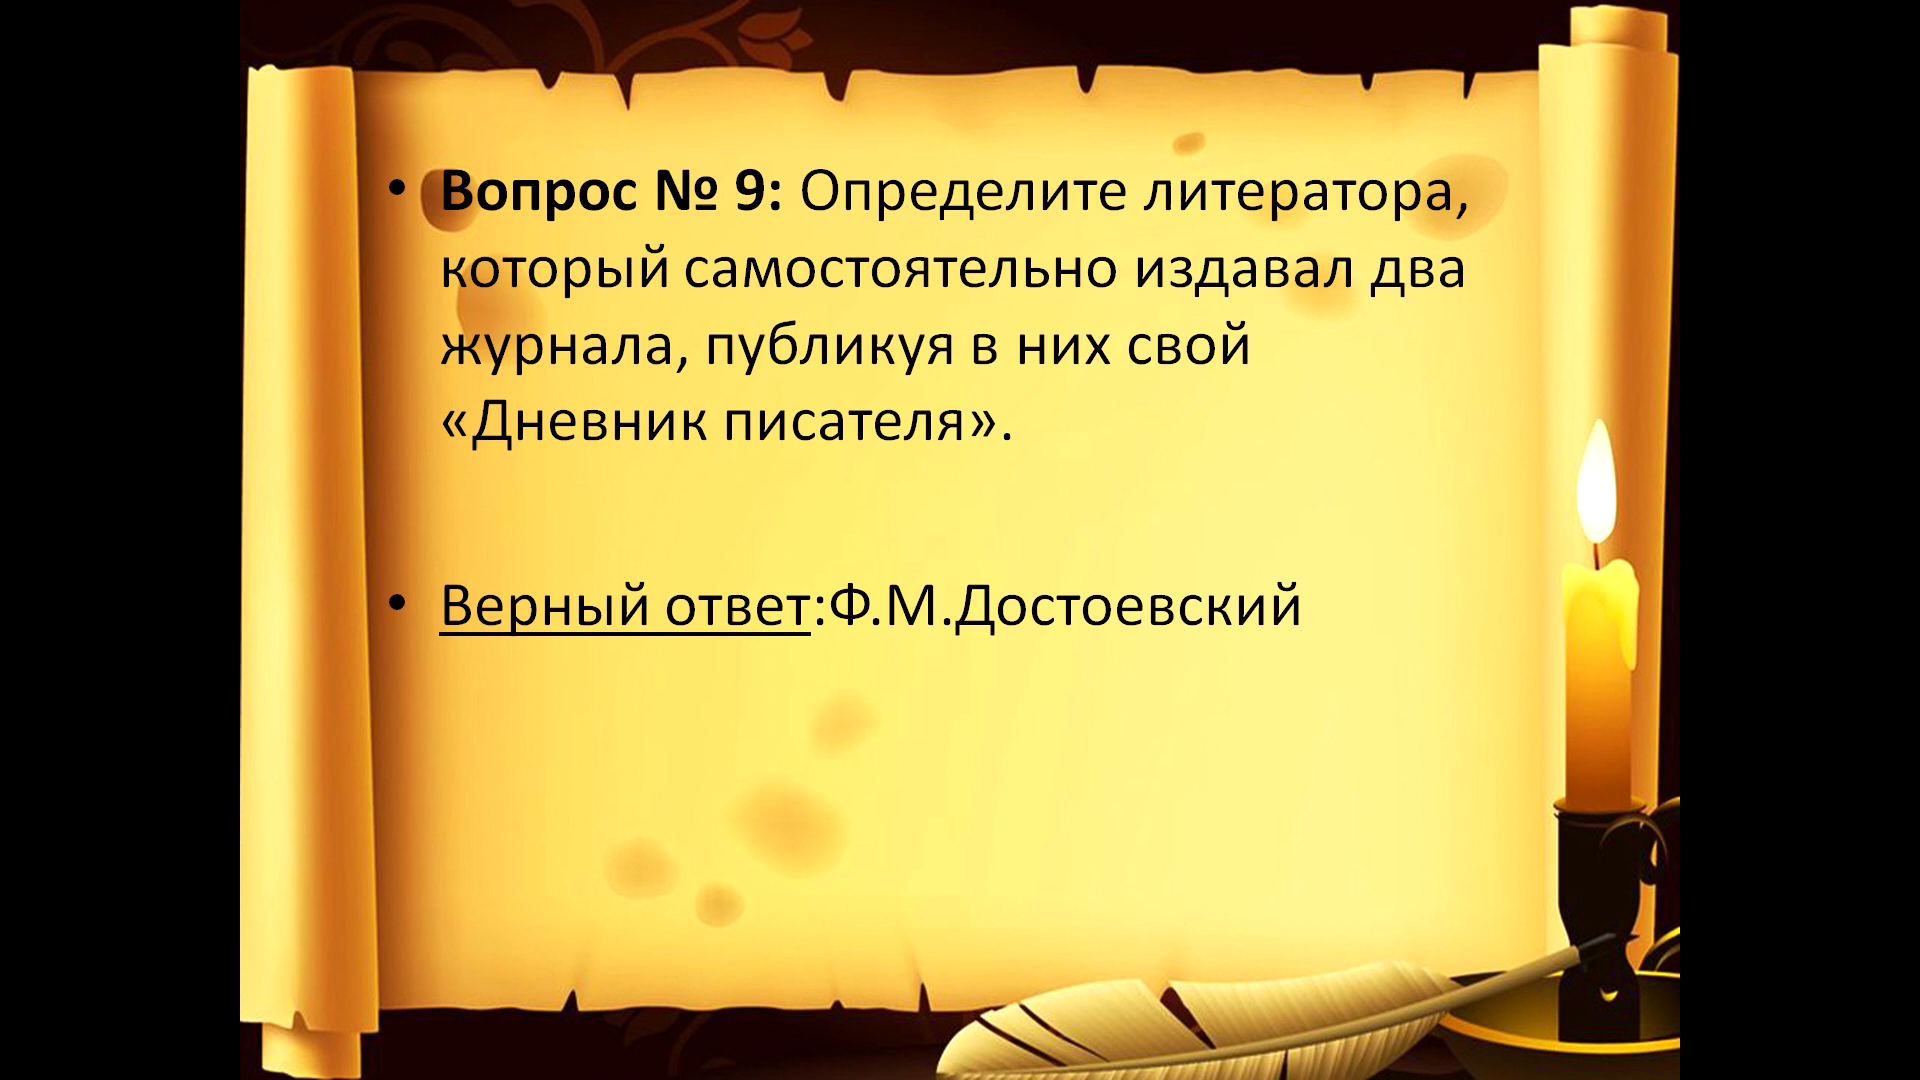 • Вопрос № 9: Определите литератора,
который самостоятельно издавал два
журнала, публикуя в них свой
«Дневник писателя».
• Верный ответ:Ф.М.Достоевский